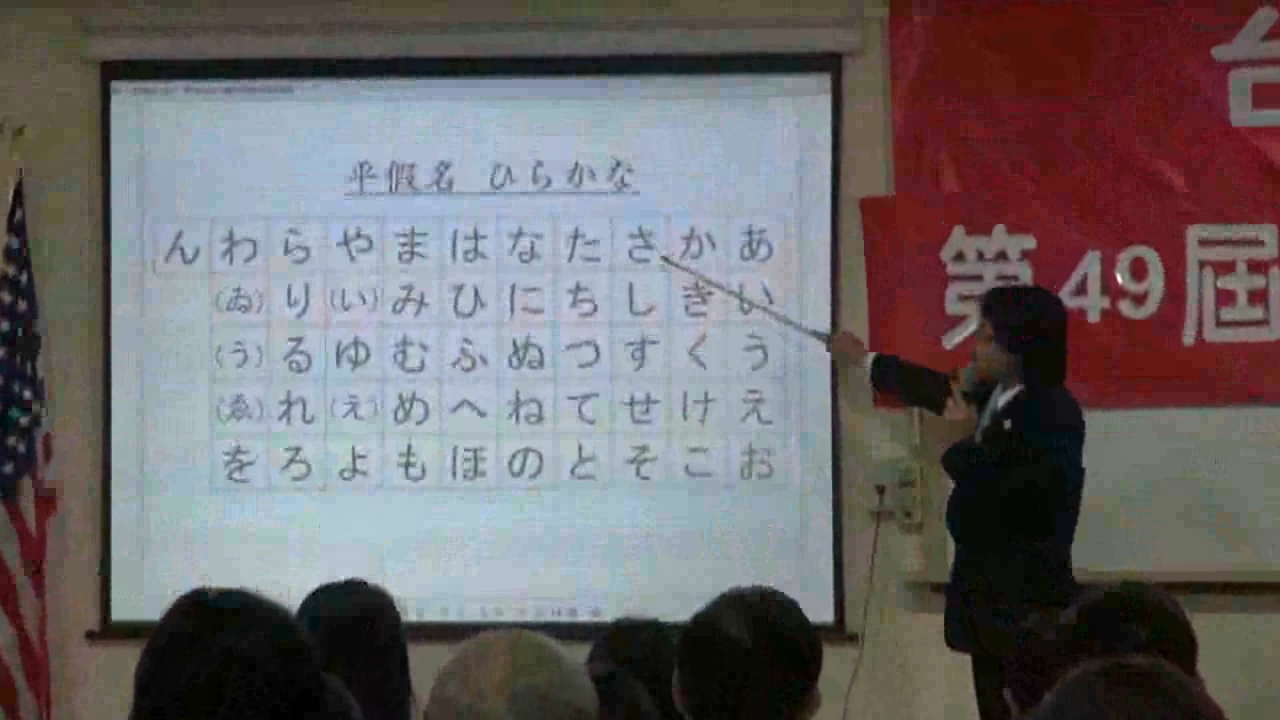 平假名 ひらかな
んわらやまはなたさかあ
(ゐ)り(い)みひにちしきい
(う)るゆむふぬつすくう
(ゑ)れ(え)めへねてせけえ
をろよもほのとそこお
台
第49屆